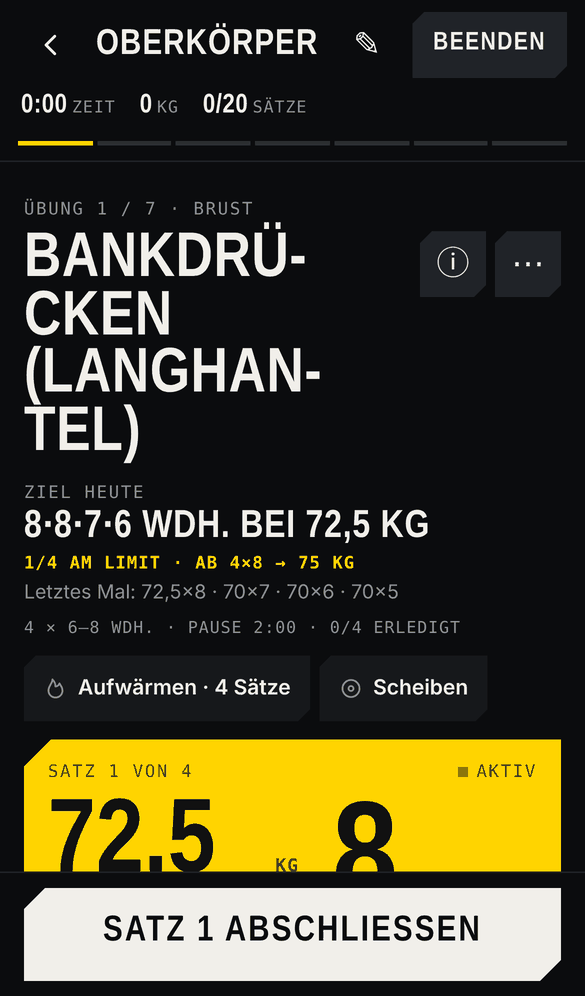 OBERKÖRPER
BEENDEN
0:00 ZEIT 0 KG 0/20 SÄTZE
ÜBUNG 1 / 7 · BRUST
BANKDRÜ-
CKEN
(LANGHAN-
TEL)
ZIEL HEUTE
8·8·7·6 WDH. BEI 72,5 KG
1/4 AM LIMIT · AB 4×8 → 75 KG
Letztes Mal: 72,5×8 · 70×7 · 70×6 · 70×5
4 × 6–8 WDH. · PAUSE 2:00 · 0/4 ERLEDIGT
Aufwärmen · 4 Sätze
Scheiben
SATZ 1 VON 4
AKTIV
72,5 KG 8
SATZ 1 ABSCHLIESSEN